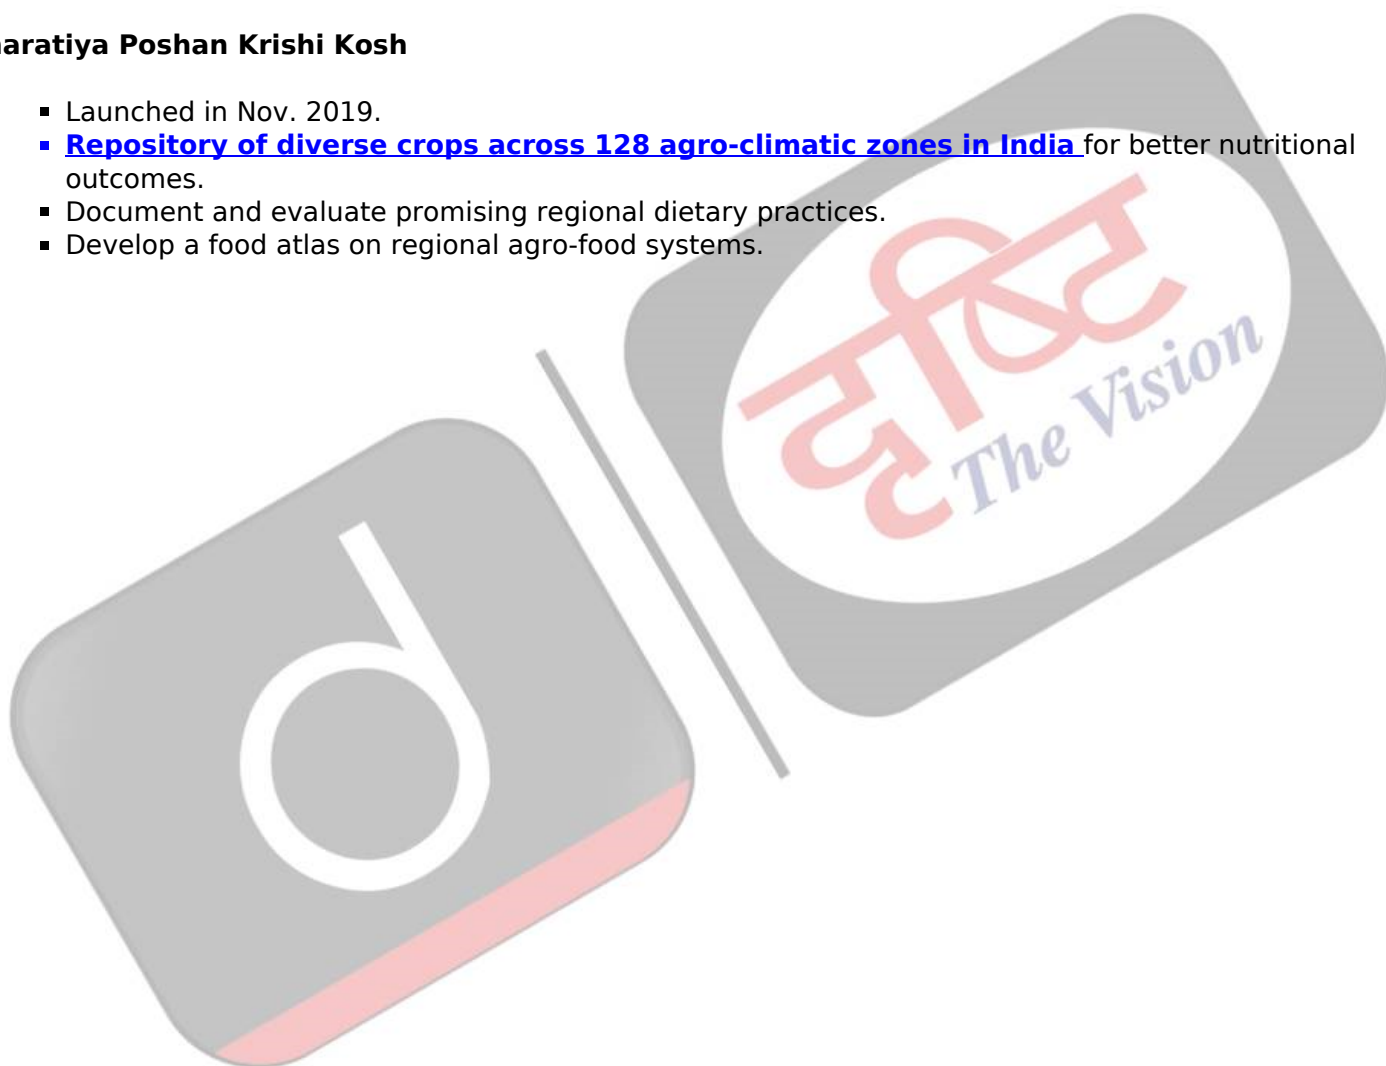 aratiya Poshan Krishi Kosh
Launched in Nov. 2019.
Repository of diverse crops across 128 agro-climatic zones in India for better nutritional
outcomes.
Document and evaluate promising regional dietary practices.
Develop a food atlas on regional agro-food systems.
दृष्टि
The Vision
d